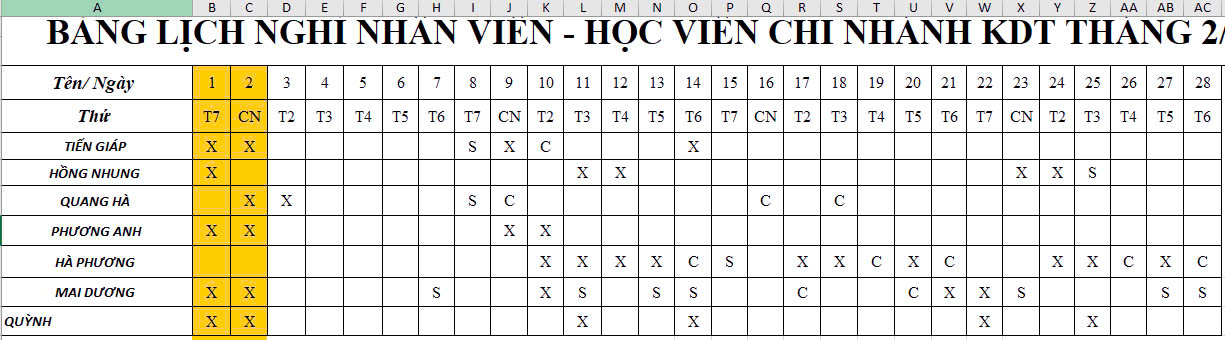 A B C D E F G H I J K L M N O P Q R S T U V W X Y Z AA AB AC
BẢNG LỊCH NGHỈ NHÂN VIÊN - HỌC VIÊN CHI NHÁNH KDT THÁNG 2/
Tên/ Ngày 1 2 3 4 5 6 7 8 9 10 11 12 13 14 15 16 17 18 19 20 21 22 23 24 25 26 27 28
Thứ T7 CN T2 T3 T4 T5 T6 T7 CN T2 T3 T4 T5 T6 T7 CN T2 T3 T4 T5 T6 T7 CN T2 T3 T4 T5 T6
TIẾN GIÁP X X S X C X
HỒNG NHUNG X X X X X S
QUANG HÀ X X S C C C
PHƯƠNG ANH X X X X
HÀ PHƯƠNG X X X X C S X X C X C X X C X C
MAI DƯƠNG X X S X S S S C C X X S S S
QUỲNH X X X X X X